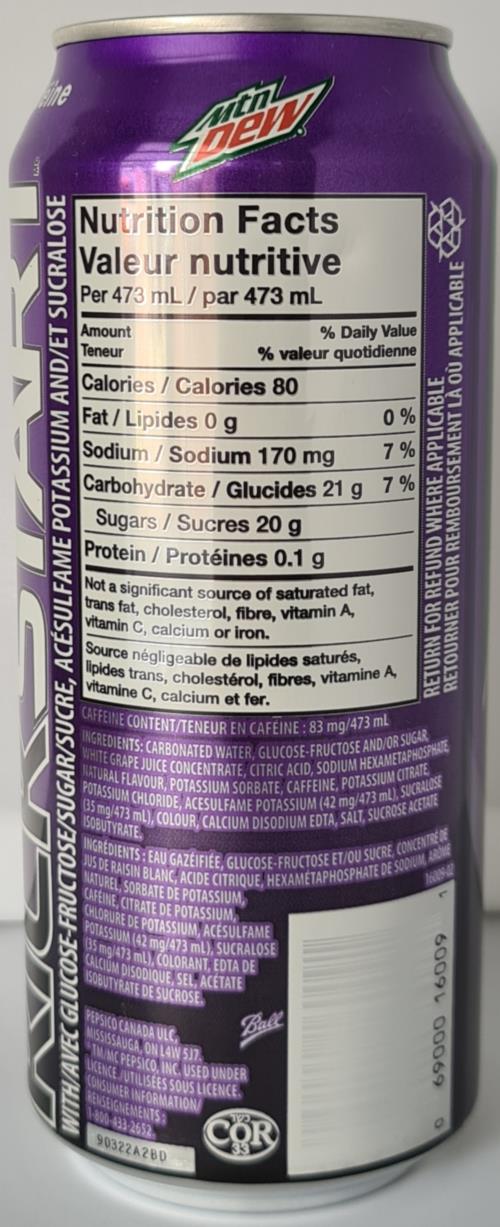 éine
Mtn
DEW
KICKSTART
WITH/AVEC GLUCOSE-FRUCTOSE/SUGAR/SUCRE, ACÉSULFAME POTASSIUM AND/ET SUCRALOSE
Nutrition Facts
Valeur nutritive
Per 473 mL / par 473 mL
Amount % Daily Value
Teneur % valeur quotidienne
Calories / Calories 80
Fat / Lipides 0 g 0 %
Sodium / Sodium 170 mg 7 %
Carbohydrate / Glucides 21 g 7 %
Sugars / Sucres 20 g
Protein / Protéines 0.1 g
Not a significant source of saturated fat,
trans fat, cholesterol, fibre, vitamin A,
vitamin C, calcium or iron.
Source négligeable de lipides saturés,
lipides trans, cholestérol, fibres, vitamine A,
vitamine C, calcium et fer.
CAFFEINE CONTENT/TENEUR EN CAFÉINE : 83 mg/473 mL
INGREDIENTS: CARBONATED WATER, GLUCOSE-FRUCTOSE AND/OR SUGAR,
WHITE GRAPE JUICE CONCENTRATE, CITRIC ACID, SODIUM HEXAMETAPHOSPHATE,
NATURAL FLAVOUR, POTASSIUM SORBATE, CAFFEINE, POTASSIUM CITRATE,
POTASSIUM CHLORIDE, ACESULFAME POTASSIUM (42 mg/473 mL), SUCRALOSE
(35 mg/473 mL), COLOUR, CALCIUM DISODIUM EDTA, SALT, SUCROSE ACETATE
ISOBUTYRATE.
INGRÉDIENTS : EAU GAZÉIFIÉE, GLUCOSE-FRUCTOSE ET/OU SUCRE, CONCENTRÉ DE
JUS DE RAISIN BLANC, ACIDE CITRIQUE, HEXAMÉTAPHOSPHATE DE SODIUM, ARÔME
NATUREL, SORBATE DE POTASSIUM,
CAFÉINE, CITRATE DE POTASSIUM,
CHLORURE DE POTASSIUM, ACÉSULFAME
POTASSIUM (42 mg/473 mL), SUCRALOSE
(35 mg/473 mL), COLORANT, EDTA DE
CALCIUM DISODIQUE, SEL, ACÉTATE
ISOBUTYRATE DE SUCROSE.
16009-02
PEPSICO CANADA ULC,
MISSISSAUGA, ON L4W 5J7.
TM/MC PEPSICO, INC. USED UNDER
LICENCE./UTILISÉES SOUS LICENCE.
CONSUMER INFORMATION/
RENSEIGNEMENTS :
1-800-433-2652.
90322A2BD
Ball
COR
33
0 69000 16009 1
RETURN FOR REFUND WHERE APPLICABLE
RETOURNER POUR REMBOURSEMENT LÀ OÙ APPLICABLE